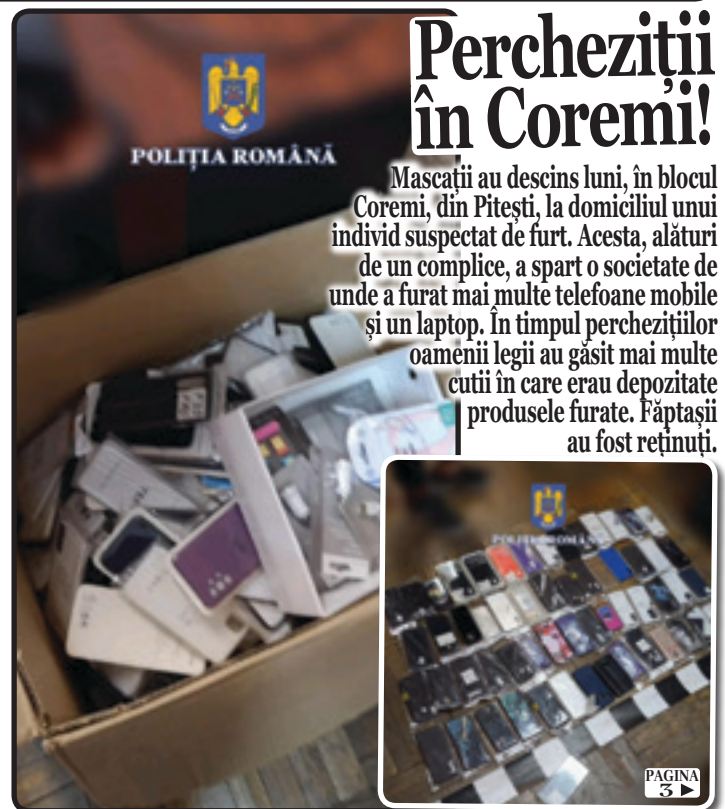 Percheziții
în Coremi!
Mascații au descins luni, în blocul
Coremi, din Pitești, la domiciliul unui
individ suspectat de furt. Acesta, alături
de un complice, a spart o societate de
unde a furat mai multe telefoane mobile
și un laptop. În timpul perchezițiilor
oamenii legii au găsit mai multe
cutii în care erau depozitate
produsele furate. Făptașii
au fost reținuți.
POLIȚIA ROMÂNĂ
POLIȚIA ROMÂNĂ
PAGINA
3